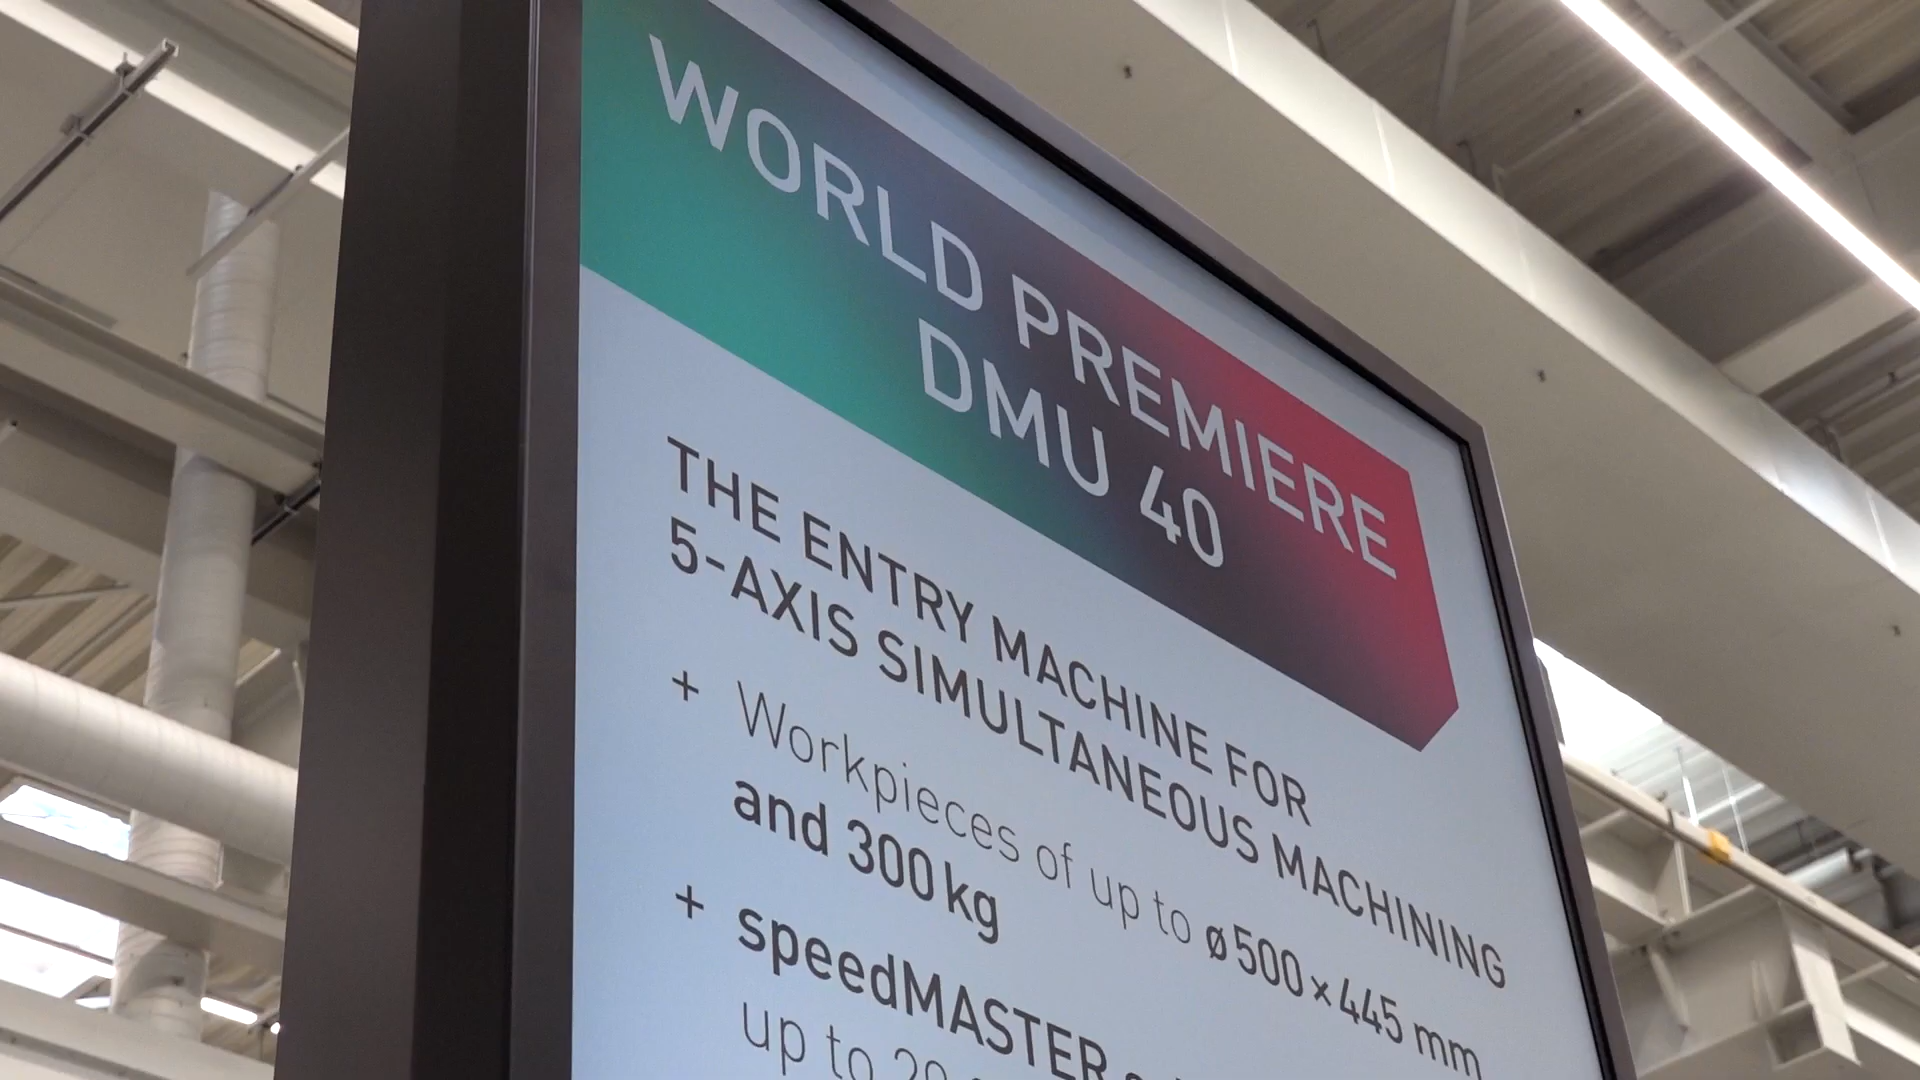 WORLD PREMIERE
DMU 40
THE ENTRY MACHINE FOR
5-AXIS SIMULTANEOUS MACHINING
+ Workpieces of up to ø 500 × 445 mm
and 300 kg
+ speedMASTER
up to